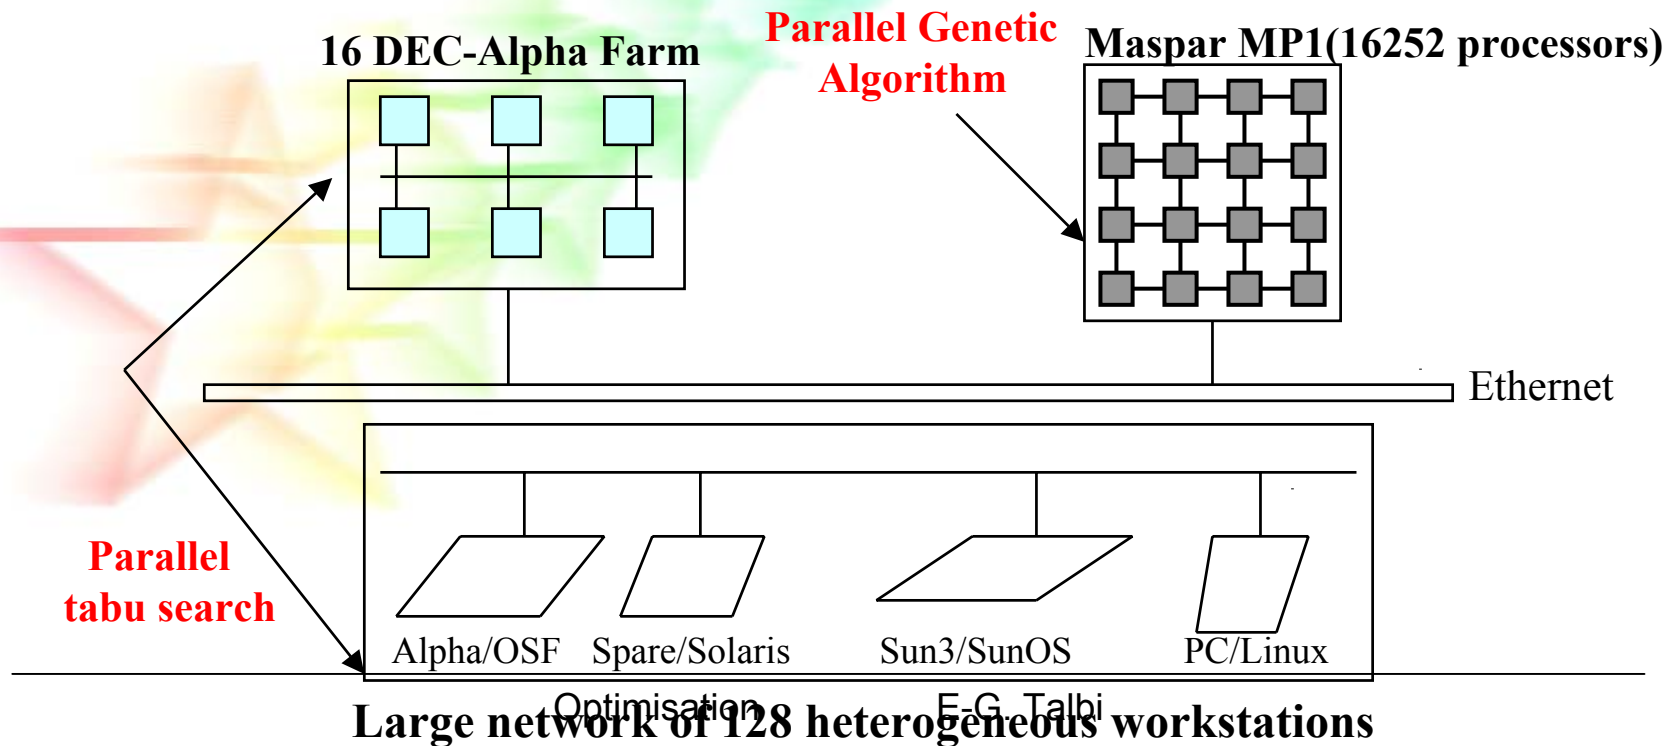 Parallel Genetic
Algorithm
16 DEC-Alpha Farm
Maspar MP1(16252 processors)
Ethernet
Parallel
tabu search
Alpha/OSF
Spare/Solaris
Sun3/SunOS
PC/Linux
Optimisation
E-G. Talbi
Large network of 128 heterogeneous workstations